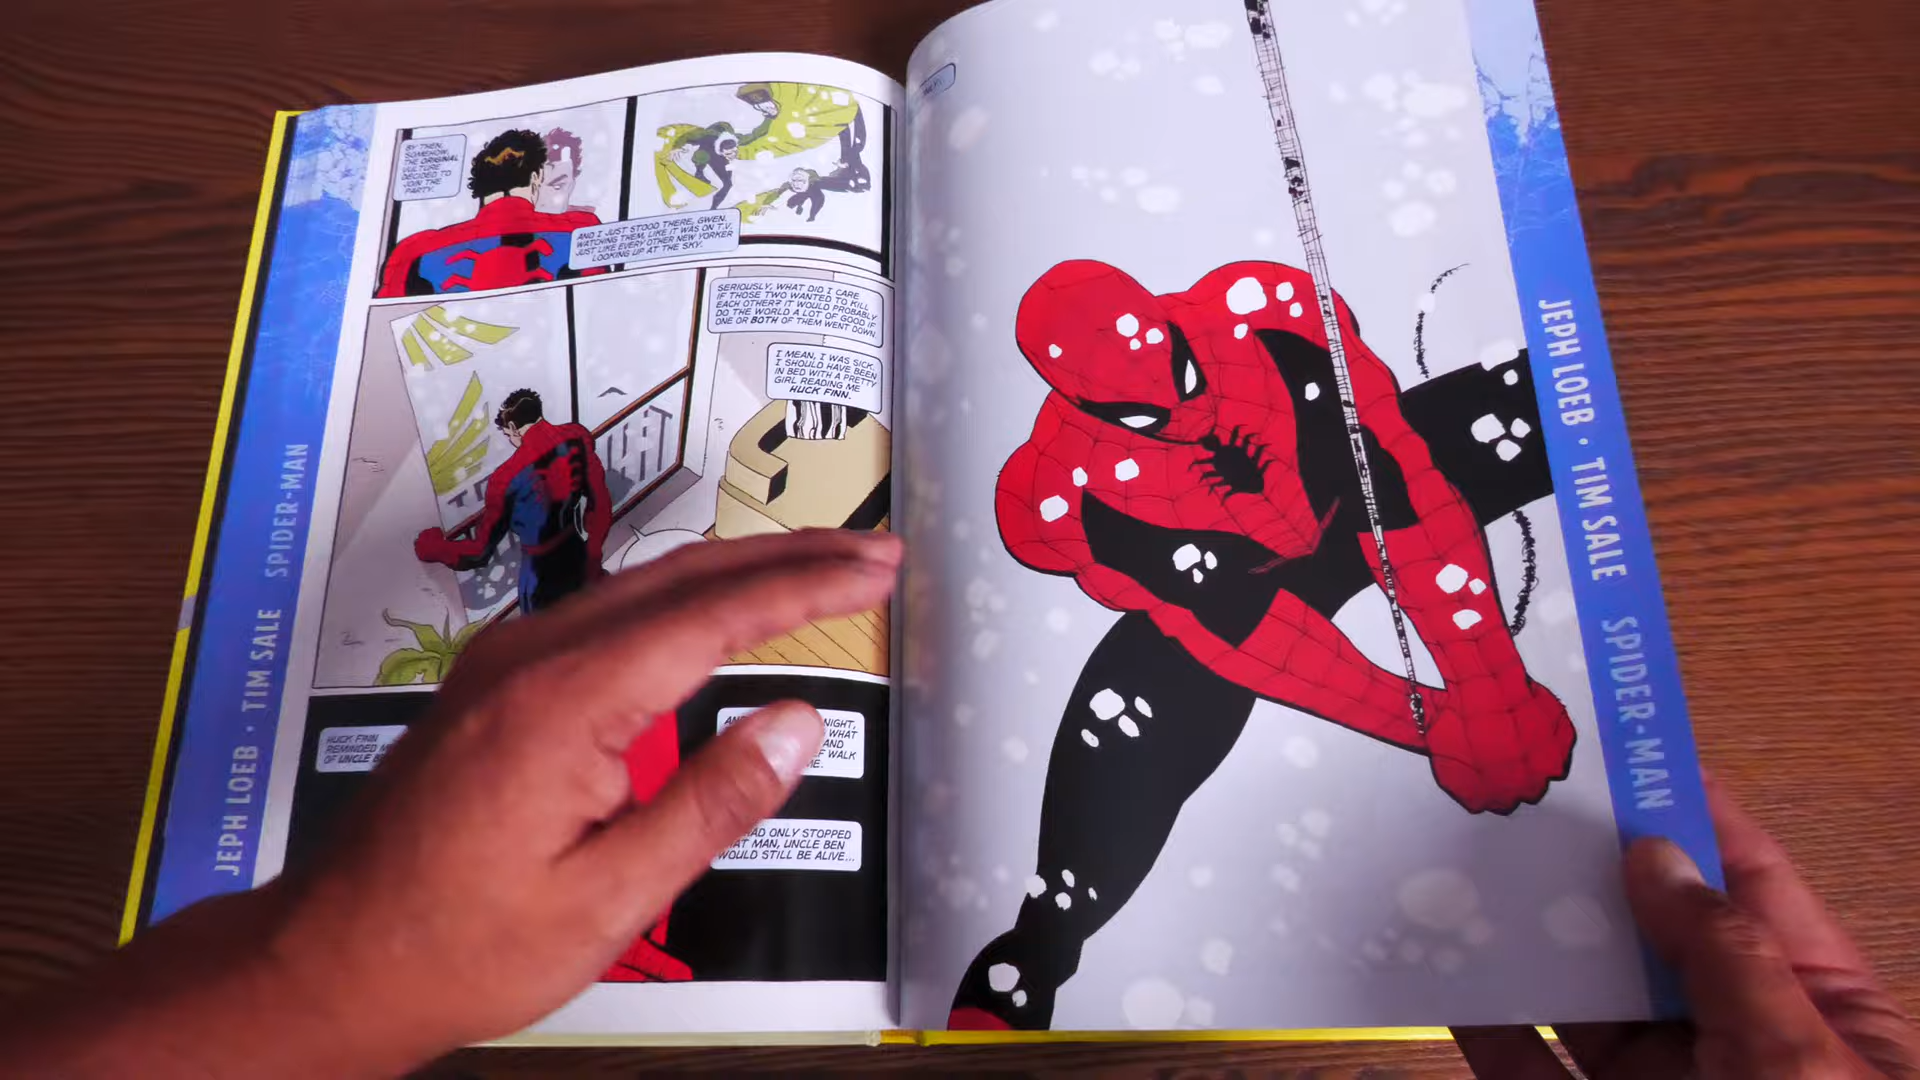 BY THEN,
SOMEHOW,
THE ORIGINAL
VULTURE
DECIDED TO
JOIN THE
PARTY.
AND I JUST STOOD THERE, GWEN.
WATCHING THEM, LIKE IT WAS ON T.V.
JUST LIKE EVERY OTHER NEW YORKER
LOOKING UP AT THE SKY.
SERIOUSLY, WHAT DID I CARE
IF THOSE TWO WANTED TO KILL
EACH OTHER? IT WOULD PROBABLY
DO THE WORLD A LOT OF GOOD IF
ONE OR BOTH OF THEM WENT DOWN.
I MEAN, I WAS SICK.
I SHOULD HAVE BEEN
IN BED WITH A PRETTY
GIRL READING ME
HUCK FINN.
HUCK FINN
REMINDED
OF UNCLE
NIGHT,
WHAT
AND
WALK
ME.
HAD ONLY STOPPED
THAT MAN, UNCLE BEN
WOULD STILL BE ALIVE...
JEPH LOEB • TIM SALE SPIDER-MAN
JEPH LOEB • TIM SALE SPIDER-MAN